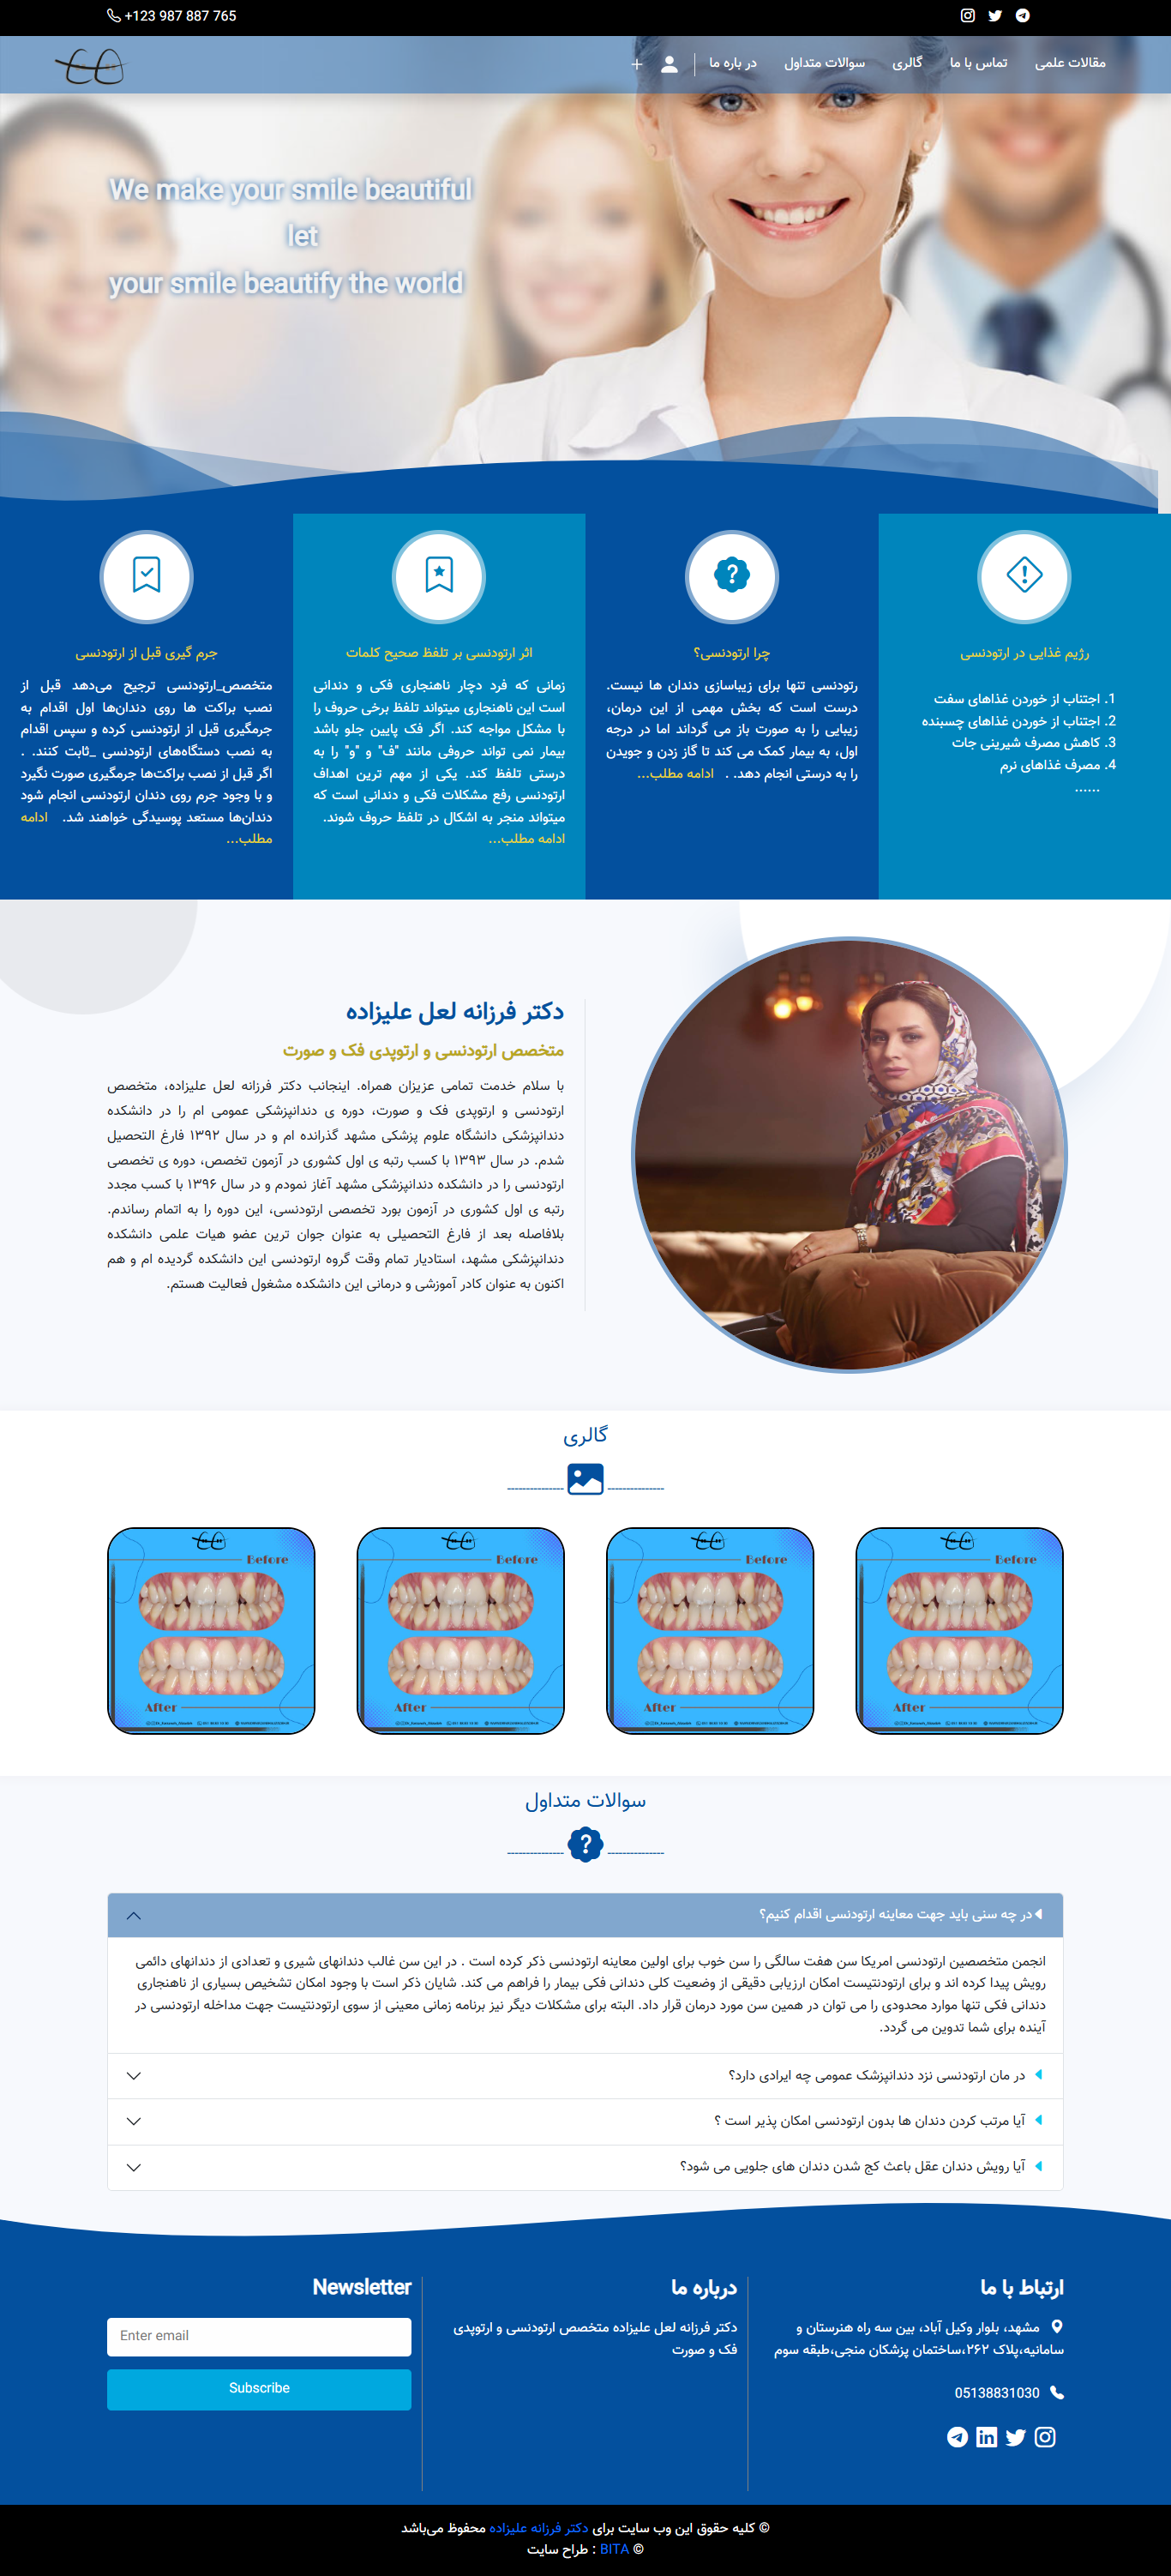 +123 987 887 765
مقالات علمی
تماس با ما
گالری
سوالات متداول
در باره ما
We make your smile beautiful
let
your smile beautify the world
رژیم غذایی در ارتودنسی
1. اجتناب از خوردن غذاهای سفت
2. اجتناب از خوردن غذاهای چسبنده
3. کاهش مصرف شیرینی جات
4. مصرف غذاهای نرم
......
چرا ارتودنسی؟
رتودنسی تنها برای زیباسازی دندان ها نیست.
درست است که بخش مهمی از این درمان،
زیبایی را به صورت باز می گرداند اما در درجه
اول، به بیمار کمک می کند تا گاز زدن و جویدن
را به درستی انجام دهد. . ادامه مطلب...
اثر ارتودنسی بر تلفظ صحیح کلمات
زمانی که فرد دچار ناهنجاری فکی و دندانی
است این ناهنجاری میتواند تلفظ برخی حروف را
با مشکل مواجه کند. اگر فک پایین جلو باشد
بیمار نمی تواند حروفی مانند "ف" و "و" را به
درستی تلفظ کند. یکی از مهم ترین اهداف
ارتودنسی رفع مشکلات فکی و دندانی است که
میتواند منجر به اشکال در تلفظ حروف شوند.
ادامه مطلب...
جرم گیری قبل از ارتودنسی
متخصص_ارتودنسی ترجیح می‌دهد قبل از
نصب براکت ها روی دندان‌ها اول اقدام به
جرمگیری قبل از ارتودنسی کرده و سپس اقدام
به نصب دستگاه‌های ارتودنسی _ثابت کنند. .
اگر قبل از نصب براکت‌ها جرمگیری صورت نگیرد
و با وجود جرم روی دندان ارتودنسی انجام شود
دندان‌ها مستعد پوسیدگی خواهند شد. ادامه
مطلب...
دکتر فرزانه لعل علیزاده
متخصص ارتودنسی و ارتوپدی فک و صورت
با سلام خدمت تمامی عزیزان همراه. اینجانب دکتر فرزانه لعل علیزاده، متخصص
ارتودنسی و ارتوپدی فک و صورت، دوره ی دندانپزشکی عمومی ام را در دانشکده
دندانپزشکی دانشگاه علوم پزشکی مشهد گذرانده ام و در سال ۱۳۹۲ فارغ التحصیل
شدم. در سال ۱۳۹۳ با کسب رتبه ی اول کشوری در آزمون تخصص، دوره ی تخصصی
ارتودنسی را در دانشکده دندانپزشکی مشهد آغاز نمودم و در سال ۱۳۹۶ با کسب مجدد
رتبه ی اول کشوری در آزمون بورد تخصصی ارتودنسی، این دوره را به اتمام رساندم.
بلافاصله بعد از فارغ التحصیلی به عنوان جوان ترین عضو هیات علمی دانشکده
دندانپزشکی مشهد، استادیار تمام وقت گروه ارتودنسی این دانشکده گردیده ام و هم
اکنون به عنوان کادر آموزشی و درمانی این دانشکده مشغول فعالیت هستم.
گالری
Before
Before
Before
Before
After
After
After
After
سوالات متداول
در چه سنی باید جهت معاینه ارتودنسی اقدام کنیم؟
انجمن متخصصین ارتودنسی امریکا سن هفت سالگی را سن خوب برای اولین معاینه ارتودنسی ذکر کرده است . در این سن غالب دندانهای شیری و تعدادی از دندانهای دائمی
رویش پیدا کرده اند و برای ارتودنتیست امکان ارزیابی دقیقی از وضعیت کلی دندانی فکی بیمار را فراهم می کند. شایان ذکر است با وجود امکان تشخیص بسیاری از ناهنجاری
دندانی فکی تنها موارد محدودی را می توان در همین سن مورد درمان قرار داد. البته برای مشکلات دیگر نیز برنامه زمانی معینی از سوی ارتودنتیست جهت مداخله ارتودنسی در
آینده برای شما تدوین می گردد.
در مان ارتودنسی نزد دندانپزشک عمومی چه ایرادی دارد؟
آیا مرتب کردن دندان ها بدون ارتودنسی امکان پذیر است ؟
آیا رویش دندان عقل باعث کج شدن دندان های جلویی می شود؟
ارتباط با ما
مشهد، بلوار وکیل آباد، بین سه راه هنرستان و
سامانیه،پلاک ۲۶۲،ساختمان پزشکان منجی،طبقه سوم
05138831030
درباره ما
دکتر فرزانه لعل علیزاده متخصص ارتودنسی و ارتوپدی
فک و صورت
Newsletter
Enter email
Subscribe
© کلیه حقوق این وب سایت برای دکتر فرزانه علیزاده محفوظ می‌باشد
© BITA : طراح سایت